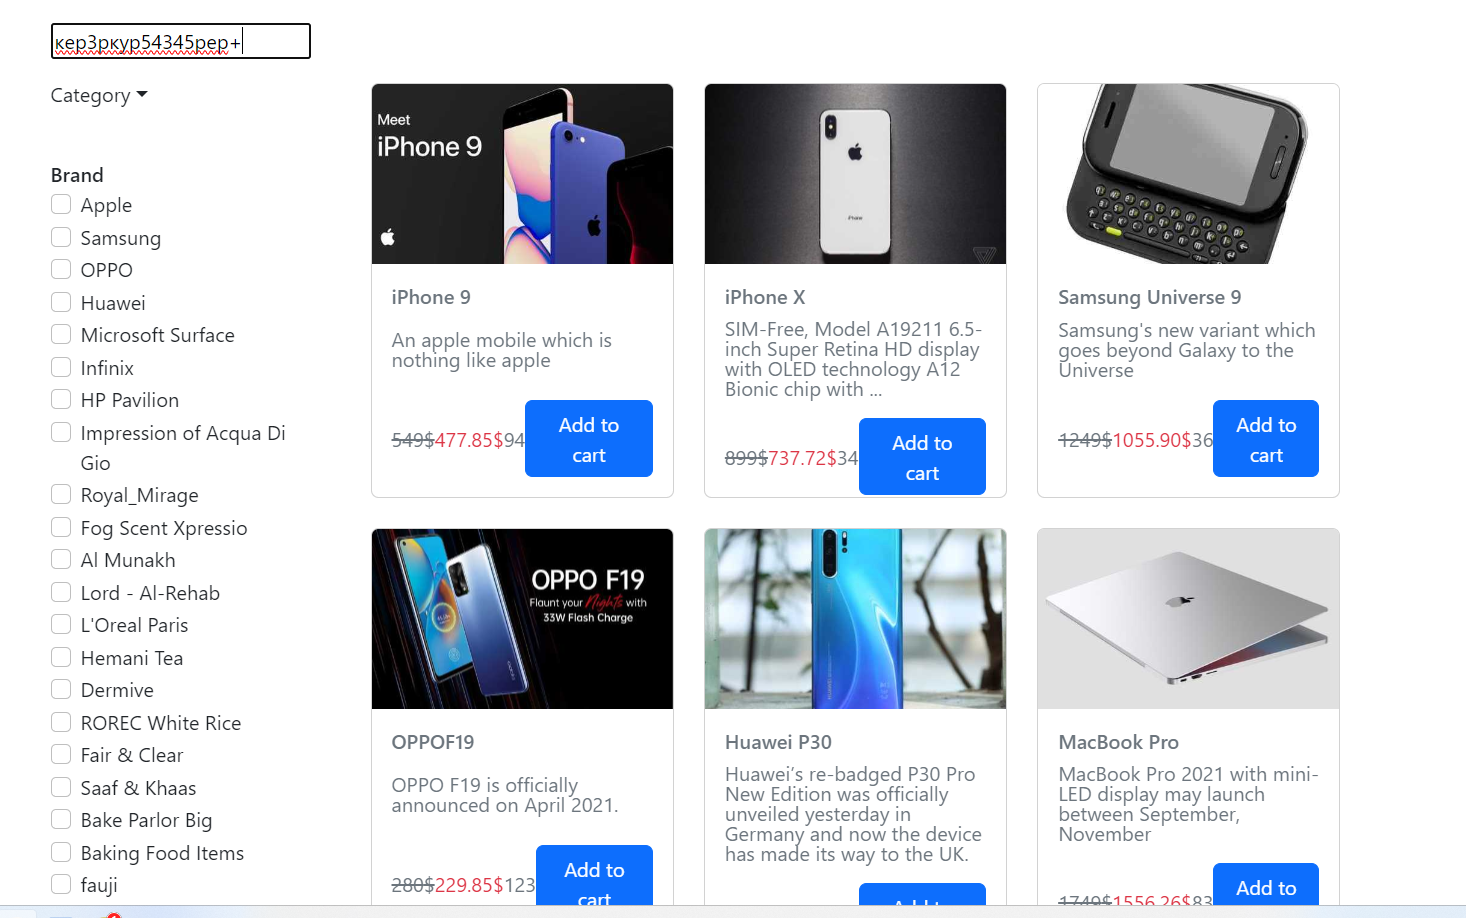 кер3ркур54345рер+
Category
Brand
Apple
Samsung
OPPO
Huawei
Microsoft Surface
Infinix
HP Pavilion
Impression of Acqua Di
Gio
Royal_Mirage
Fog Scent Xpressio
Al Munakh
Lord - Al-Rehab
L'Oreal Paris
Hemani Tea
Dermive
ROREC White Rice
Fair & Clear
Saaf & Khaas
Bake Parlor Big
Baking Food Items
fauji
Meet
iPhone 9
iPhone 9
An apple mobile which is
nothing like apple
549$477.85$94
Add to
cart
iPhone
iPhone X
SIM-Free, Model A19211 6.5-
inch Super Retina HD display
with OLED technology A12
Bionic chip with ...
899$737.72$34
Add to
cart
Samsung Universe 9
Samsung's new variant which
goes beyond Galaxy to the
Universe
1249$1055.90$36
Add to
cart
OPPO F19
Flaunt your Nights with
33W Flash Charge
OPPOF19
OPPO F19 is officially
announced on April 2021.
280$229.85$123
Add to
cart
Huawei P30
Huawei’s re-badged P30 Pro
New Edition was officially
unveiled yesterday in
Germany and now the device
has made its way to the UK.
Add to
MacBook Pro
MacBook Pro 2021 with mini-
LED display may launch
between September,
November
1749$1556.26$83
Add to